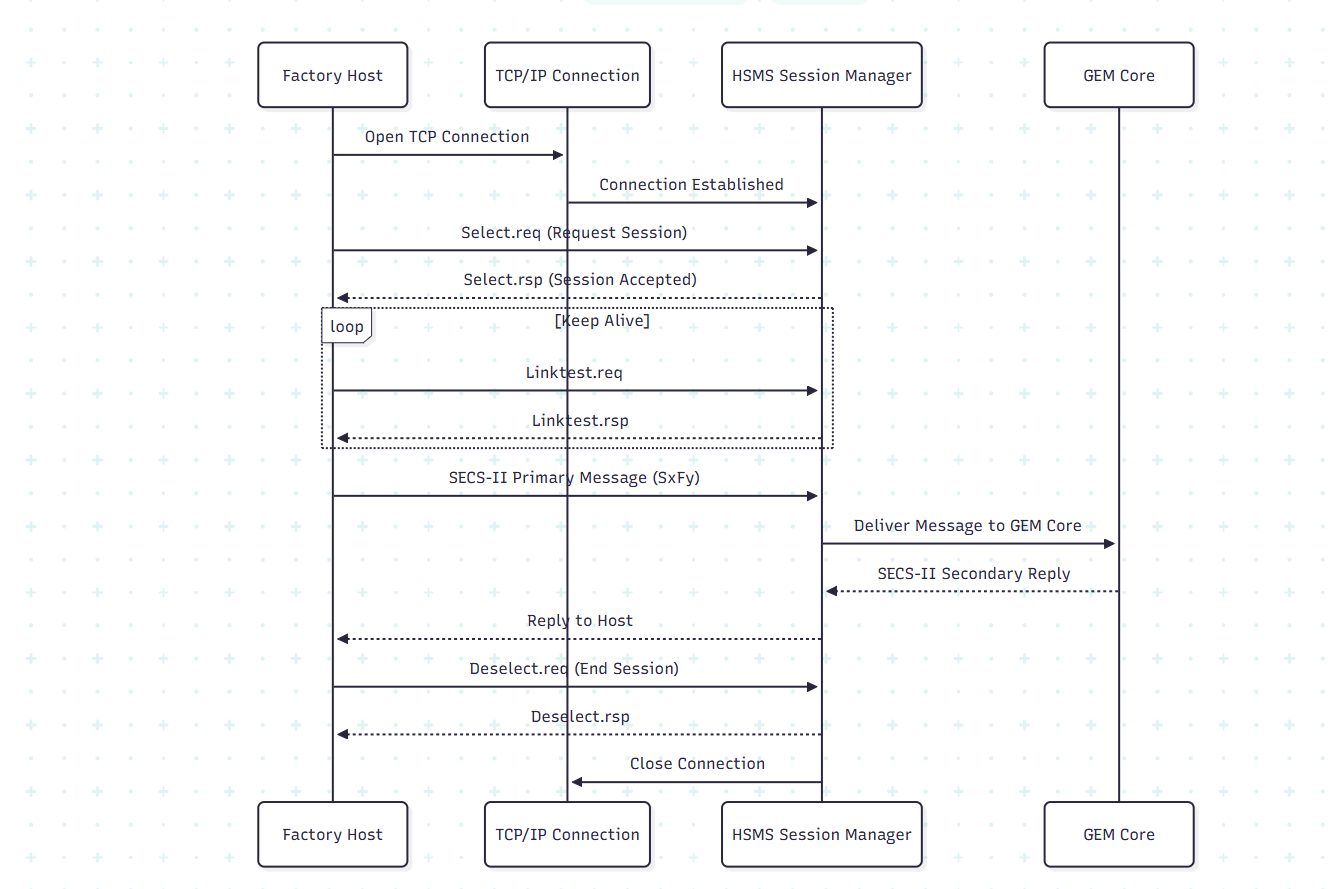 Factory Host
TCP/IP Connection
HSMS Session Manager
GEM Core
Open TCP Connection
Connection Established
Select.req (Request Session)
Select.rsp (Session Accepted)
loop
[Keep Alive]
Linktest.req
Linktest.rsp
SECS-II Primary Message (SxFy)
Deliver Message to GEM Core
SECS-II Secondary Reply
Reply to Host
Deselect.req (End Session)
Deselect.rsp
Close Connection
Factory Host
TCP/IP Connection
HSMS Session Manager
GEM Core